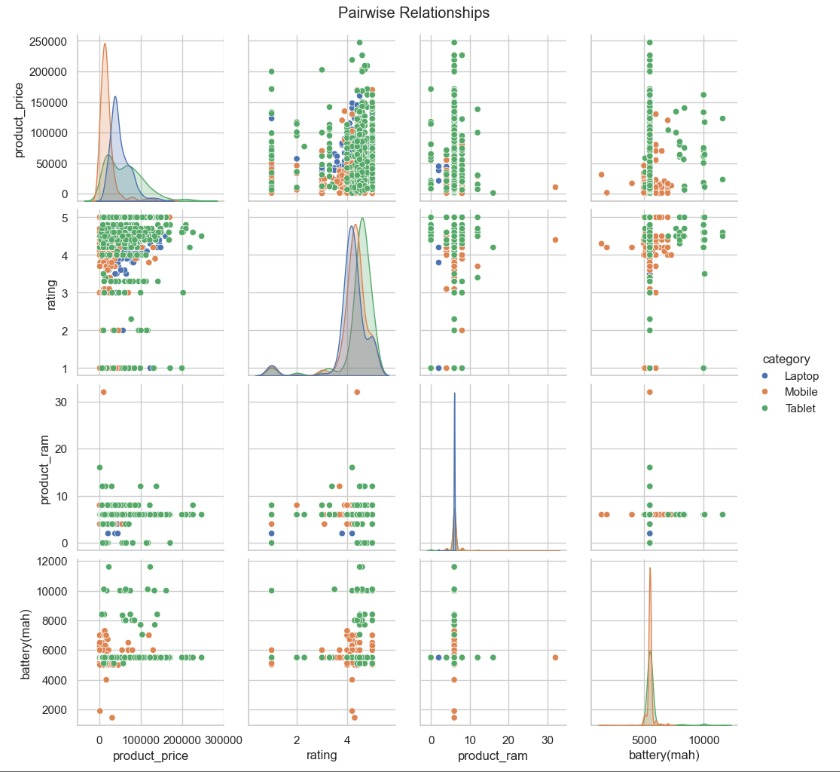 Pairwise Relationships
250000
200000
150000
100000
50000
0
product_price
5
4
3
2
1
rating
30
20
10
0
product_ram
12000
10000
8000
6000
4000
2000
battery(mah)
0 100000 200000 300000
product_price
2 4
rating
0 10 20 30
product_ram
5000 10000
battery(mah)
category
Laptop
Mobile
Tablet